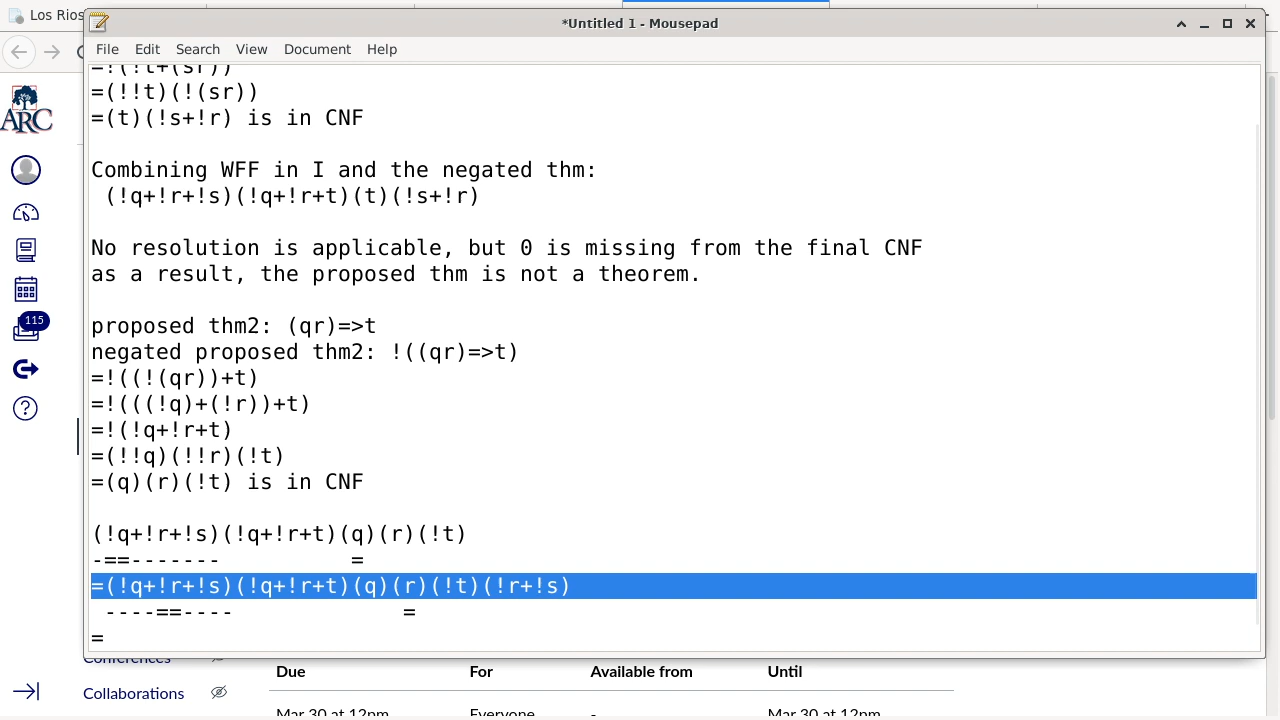 Los Rios
*Untitled 1 - Mousepad
File Edit Search View Document Help
=!(!t+(sr))
=(!!t)(!(sr))
=(t)(!s+!r) is in CNF
Combining WFF in I and the negated thm:
(!q+!r+!s)(!q+!r+t)(t)(!s+!r)
No resolution is applicable, but 0 is missing from the final CNF
as a result, the proposed thm is not a theorem.
proposed thm2: (qr)=>t
negated proposed thm2: !((qr)=>t)
=!((!(qr))+t)
=!(((!q)+(!r))+t)
=!(!q+!r+t)
=(!!q)(!!r)(!t)
=(q)(r)(!t) is in CNF
(!q+!r+!s)(!q+!r+t)(q)(r)(!t)
-==------- =
=(!q+!r+!s)(!q+!r+t)(q)(r)(!t)(!r+!s)
----==---- =
=
ARC
115
Conferences
Collaborations
Due For Available from Until
Mar 30 at 12pm Everyone - Mar 30 at 12pm